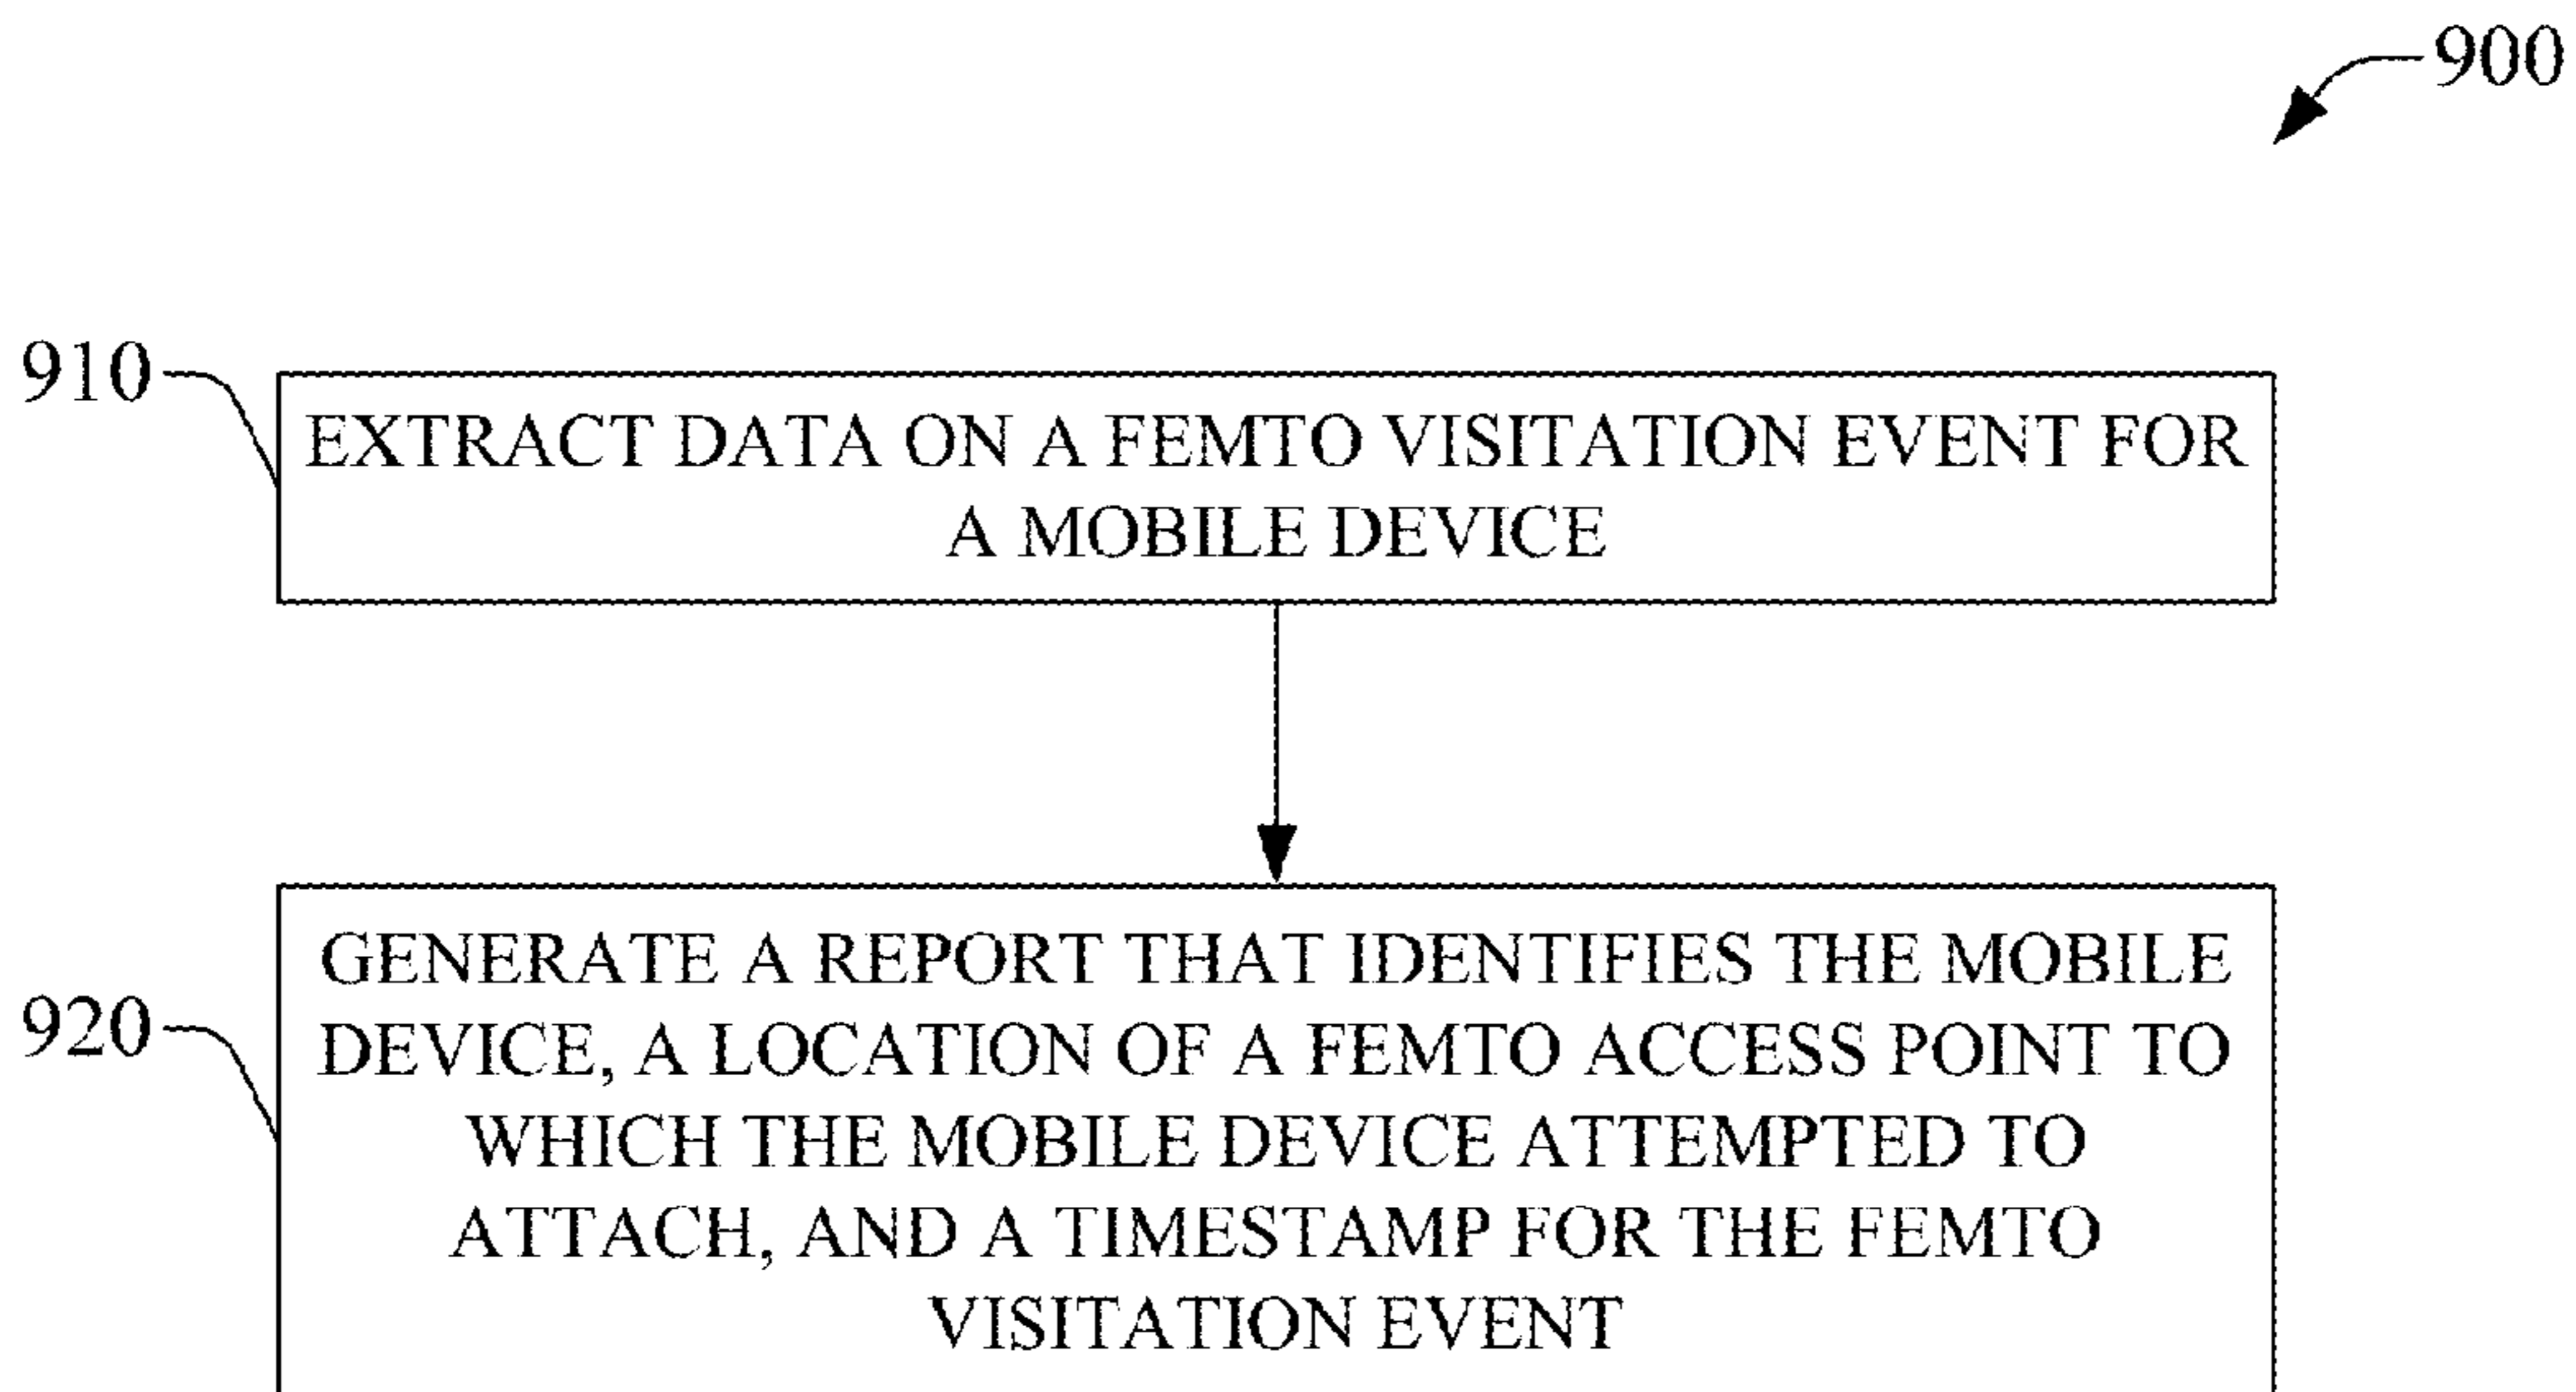 900
910
EXTRACT DATA ON A FEMTO VISITATION EVENT FOR
A MOBILE DEVICE
920
GENERATE A REPORT THAT IDENTIFIES THE MOBILE
DEVICE, A LOCATION OF A FEMTO ACCESS POINT TO
WHICH THE MOBILE DEVICE ATTEMPTED TO
ATTACH, AND A TIMESTAMP FOR THE FEMTO
VISITATION EVENT